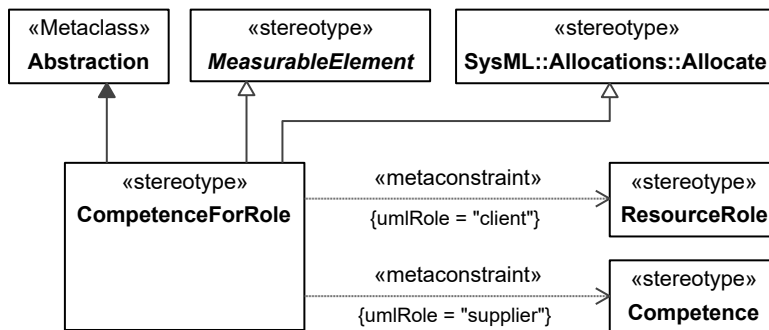 «Metaclass»
Abstraction
«stereotype»
MeasurableElement
«stereotype»
SysML::Allocations::Allocate
«stereotype»
CompetenceForRole
«metaconstraint»
{umlRole = "client"}
«stereotype»
ResourceRole
«metaconstraint»
{umlRole = "supplier"}
«stereotype»
Competence